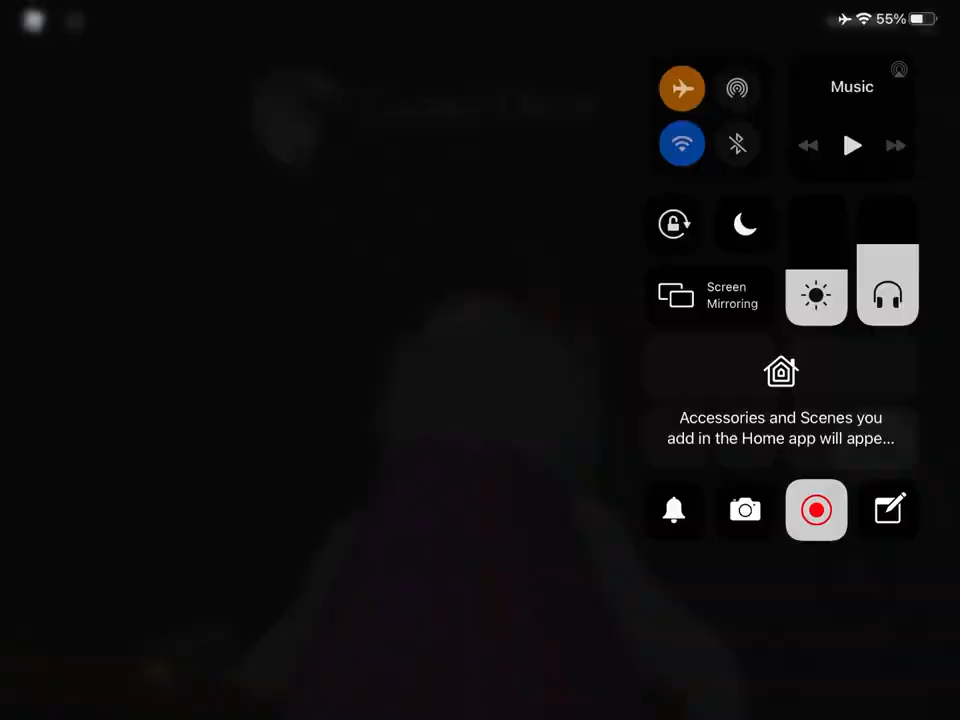 55%
Music
Screen
Mirroring
Accessories and Scenes you
add in the Home app will appe...